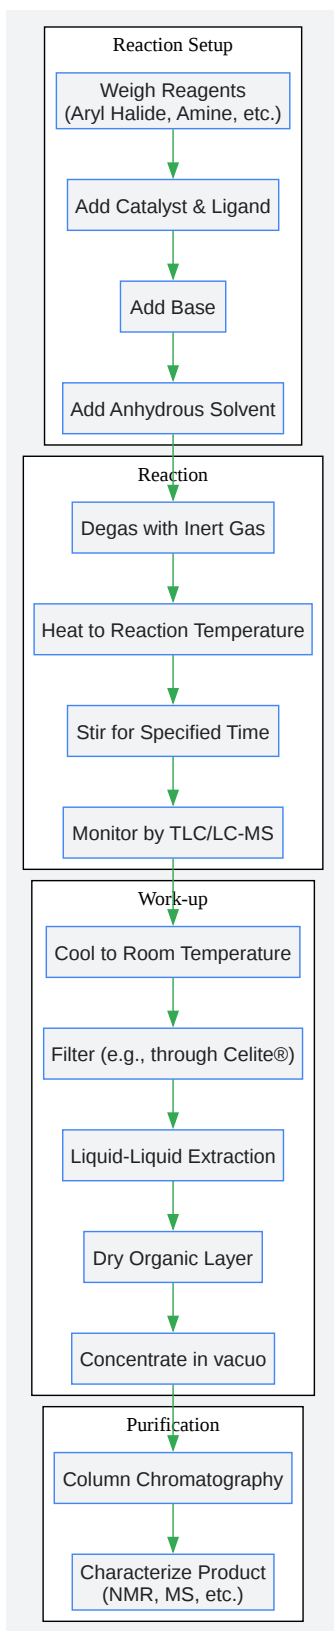 Reaction Setup
Weigh Reagents
(Aryl Halide, Amine, etc.)
Add Catalyst & Ligand
Add Base
Add Anhydrous Solvent
Reaction
Degas with Inert Gas
Heat to Reaction Temperature
Stir for Specified Time
Monitor by TLC/LC-MS
Work-up
Cool to Room Temperature
Filter (e.g., through Celite®)
Liquid-Liquid Extraction
Dry Organic Layer
Concentrate in vacuo
Purification
Column Chromatography
Characterize Product
(NMR, MS, etc.)